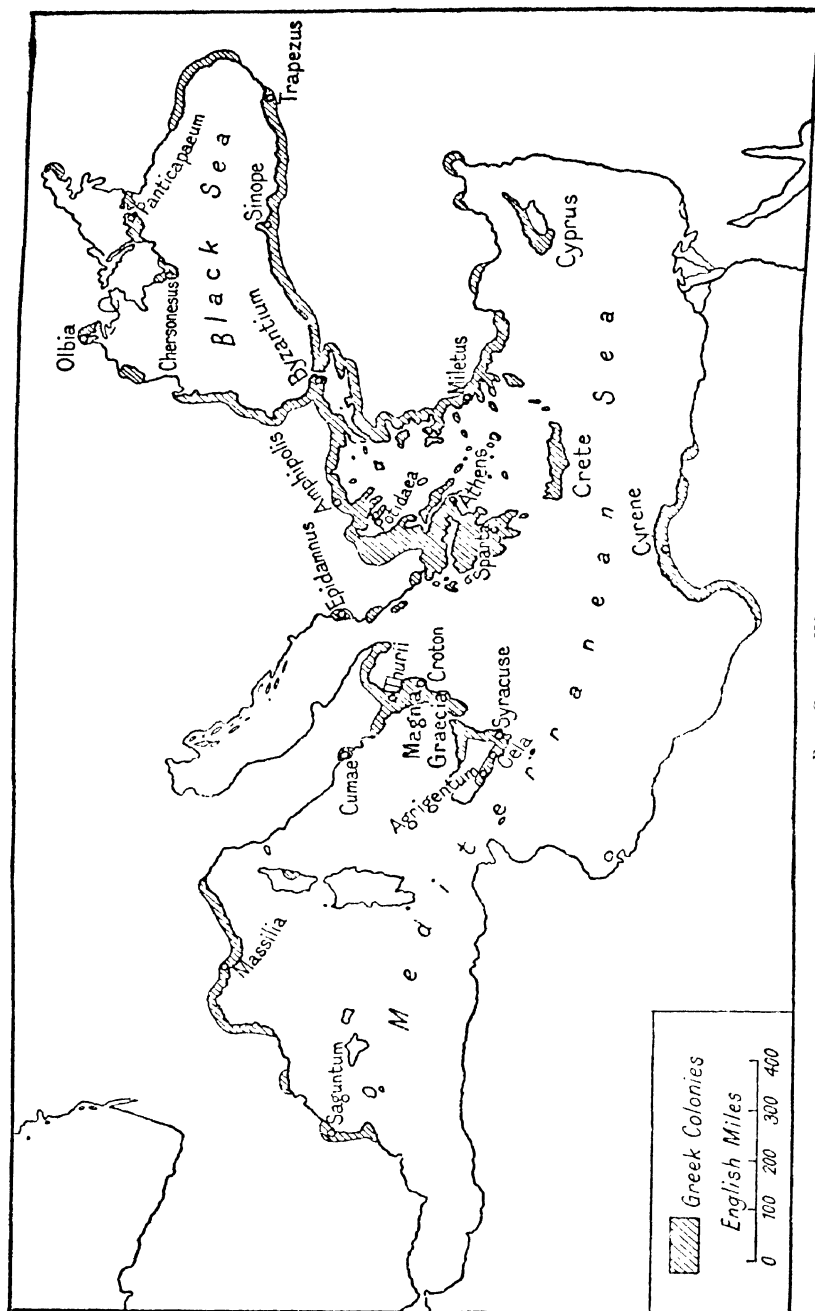 Olbia
Panticapaeum
Chersonesus
Black Sea
Sinope
Trapezus
Byzantium
Amphipolis
Epidamnus
Potidaea
Athens
Sparta
Milletus
Cyprus
Crete
Cyrene
Massilia
Saguntum
Cumae
Thurii
Magna
Graecia
Croton
Agrigentum
Gela
Syracuse
Mediterranean Sea
Greek Colonies
English Miles
0 100 200 300 400